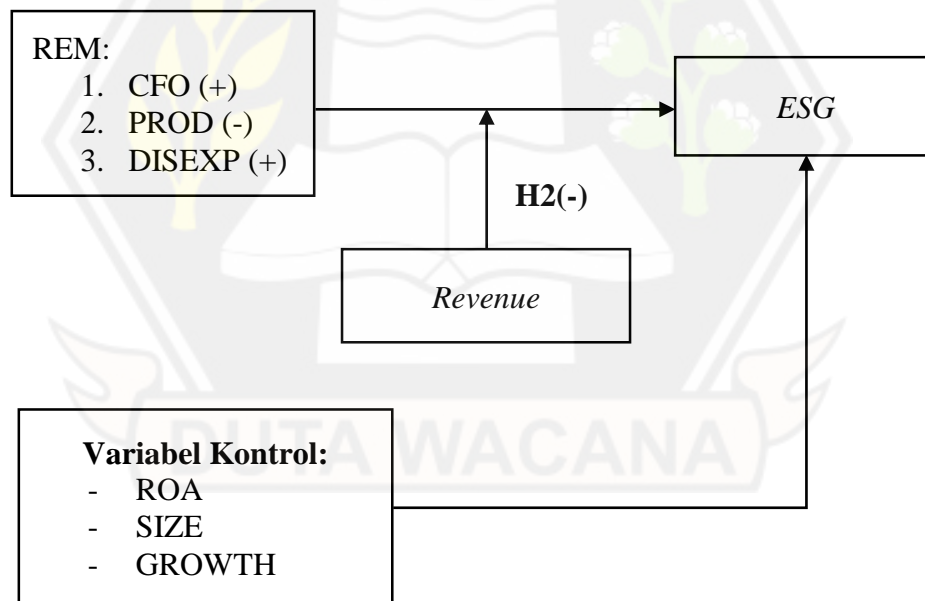 REM:
1. CFO (+)
2. PROD (-)
3. DISEXP (+)
ESG
H2(-)
Revenue
DUTA WACANA
Variabel Kontrol:
- ROA
- SIZE
- GROWTH